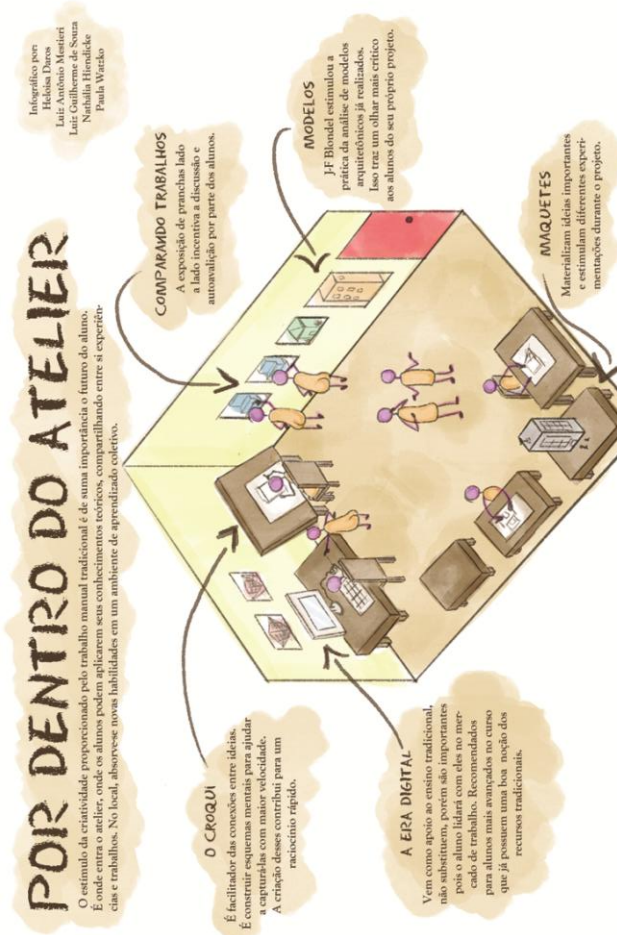 POR DENTRO DO ATELIER
O estímulo da criatividade proporcionado pelo trabalho manual tradicional é de suma importância o futuro do aluno.
É onde entra o atelier, onde os alunos podem aplicarem seus conhecimentos teóricos, compartilhando entre si experiên-
cias e trabalhos. No local, absorve-se novas habilidades em um ambiente de aprendizado coletivo.
Infográfico por:
Heloisa Daros
Luiz Antônio Mestieri
Luiz Guilherme de Souza
Nathália Hiendicke
Paula Watzko
O CROQUI
É facilitador das conexões entre ideias.
É construir esquemas mentais para ajudar
a capturá-las com maior velocidade.
A criação desses contribui para um
raciocínio rápido.
COMPARANDO TRABALHOS
A exposição de pranchas lado
a lado incentiva a discussão e
autoavalição por parte dos alunos.
MODELOS
J-F Blondel estimulou a
prática da análise de modelos
arquitetônicos já realizados.
Isso traz um olhar mais crítico
aos alunos do seu próprio projeto.
A ERA DIGITAL
Vem como apoio ao ensino tradicional,
não substituem, porém são importantes
pois o aluno lidará com eles no mer-
cado de trabalho. Recomendados
para alunos mais avançados no curso
que já possuem uma boa noção dos
recursos tradicionais.
MAQUETES
Materializam ideias importantes
e estimulam diferentes experi-
mentações durante o projeto.